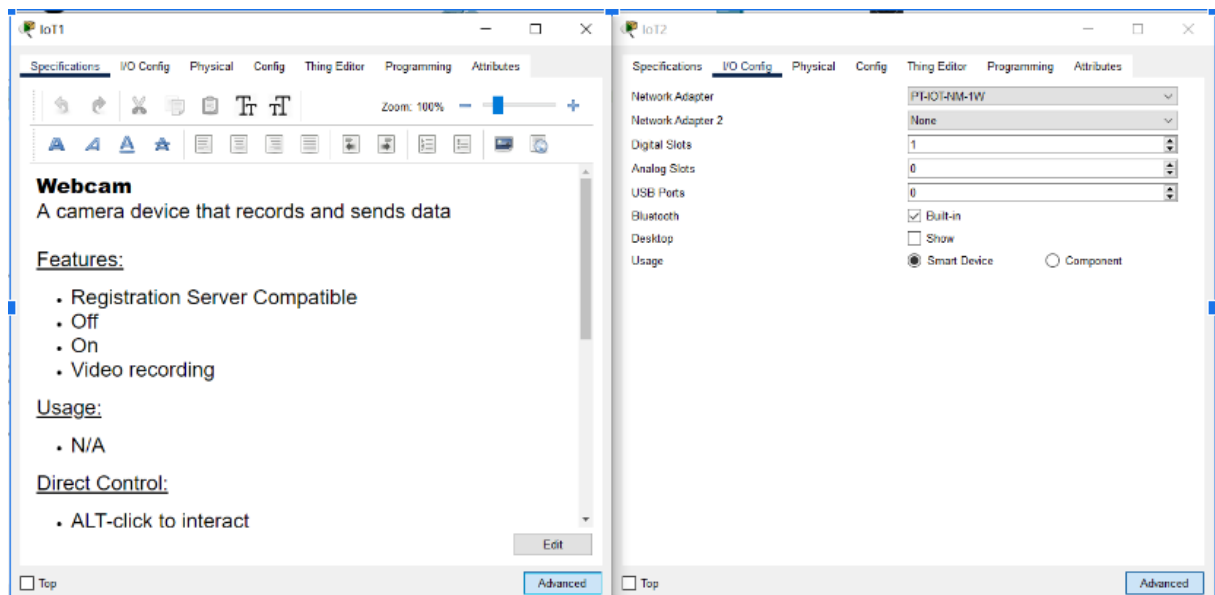 IoT1
Specifications I/O Config Physical Config Thing Editor Programming Attributes
Zoom: 100%
Webcam
A camera device that records and sends data
Features:
• Registration Server Compatible
• Off
• On
• Video recording
Usage:
• N/A
Direct Control:
• ALT-click to interact
Edit
Top Advanced
IoT2
Specifications I/O Config Physical Config Thing Editor Programming Attributes
Network Adapter PT-IOT-NM-1W
Network Adapter 2 None
Digital Slots 1
Analog Slots 0
USB Ports 0
Bluetooth Built-in
Desktop Show
Usage Smart Device Component
Top Advanced